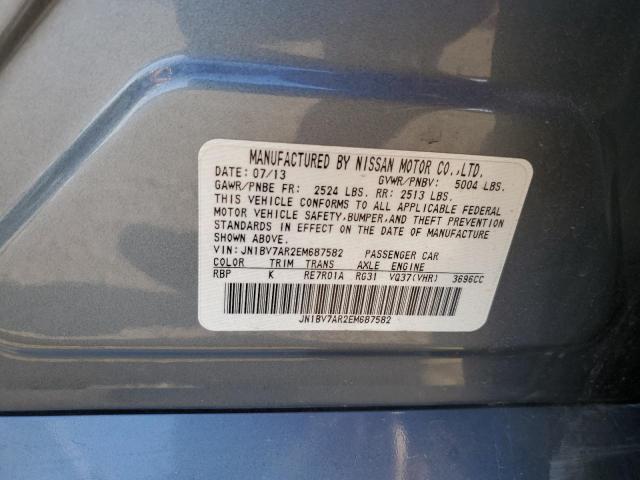 MANUFACTURED BY NISSAN MOTOR CO.,LTD.
DATE: 07/13 GVWR/PNBV: 5004 LBS.
GAWR/PNBE FR: 2524 LBS. RR: 2513 LBS.
THIS VEHICLE CONFORMS TO ALL APPLICABLE FEDERAL
MOTOR VEHICLE SAFETY,BUMPER,AND THEFT PREVENTION
STANDARDS IN EFFECT ON THE DATE OF MANUFACTURE
SHOWN ABOVE.
VIN: JN1BV7AR2EM687582 PASSENGER CAR
COLOR TRIM TRANS AXLE ENGINE
RBP K RE7R01A RG31 VQ37(VHR) 3696CC
JN1BV7AR2EM687582